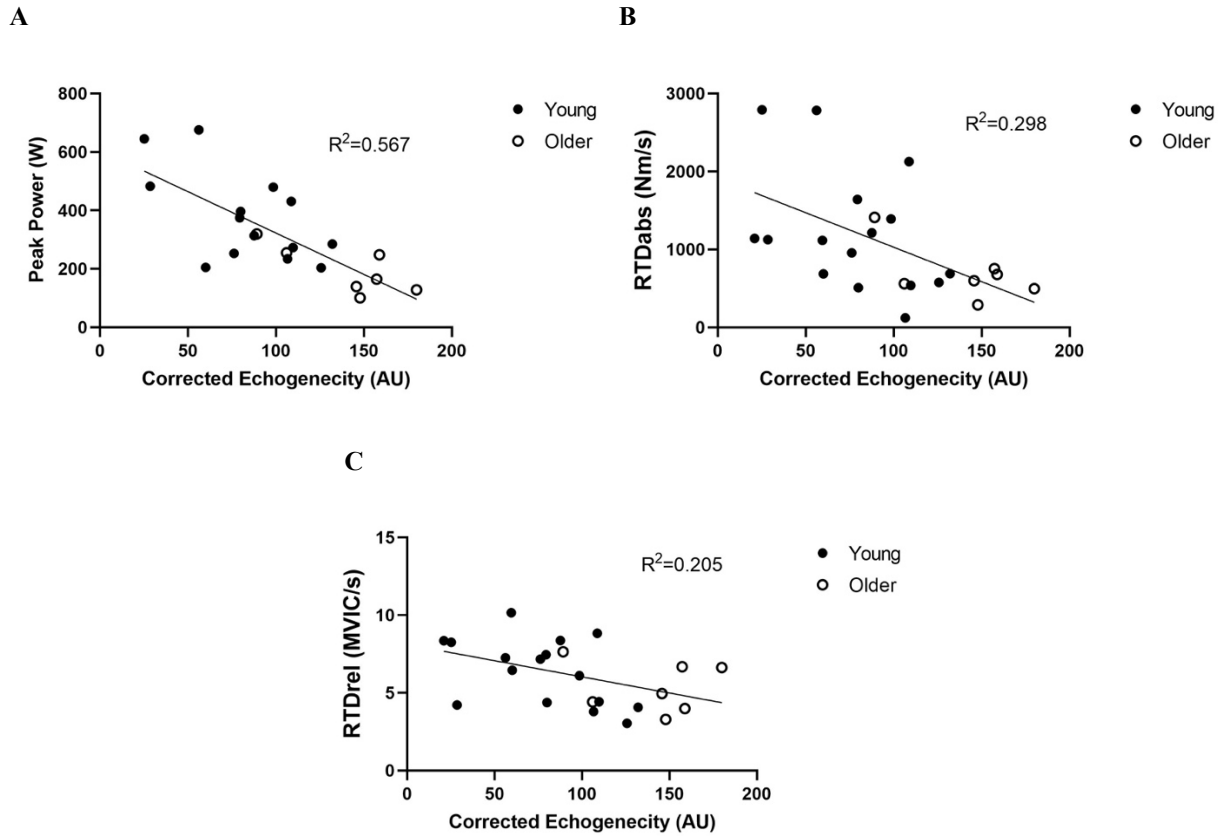 A
B
800
600
400
200
0
Peak Power (W)
0 50 100 150 200
Corrected Echogenecity (AU)
R²=0.567
Young
Older
3000
2000
1000
0
RTDabs (Nm/s)
0 50 100 150 200
Corrected Echogenecity (AU)
R²=0.298
Young
Older
C
15
10
5
0
RTDrel (MVIC/s)
0 50 100 150 200
Corrected Echogenecity (AU)
R²=0.205
Young
Older